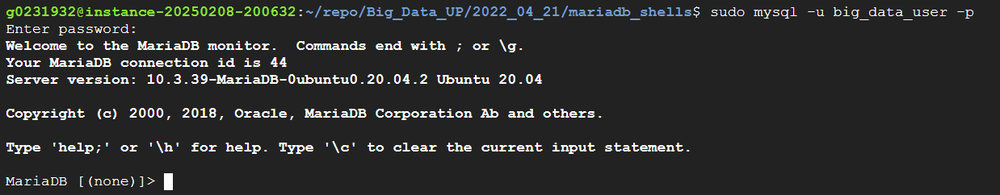 g0231932@instance-20250208-200632:~/repo/Big_Data_UP/2022_04_21/mariadb_shells$ sudo mysql -u big_data_user -p
Enter password:
Welcome to the MariaDB monitor.  Commands end with ; or \g.
Your MariaDB connection id is 44
Server version: 10.3.39-MariaDB-0ubuntu0.20.04.2 Ubuntu 20.04

Copyright (c) 2000, 2018, Oracle, MariaDB Corporation Ab and others.

Type 'help;' or '\h' for help. Type '\c' to clear the current input statement.

MariaDB [(none)]>